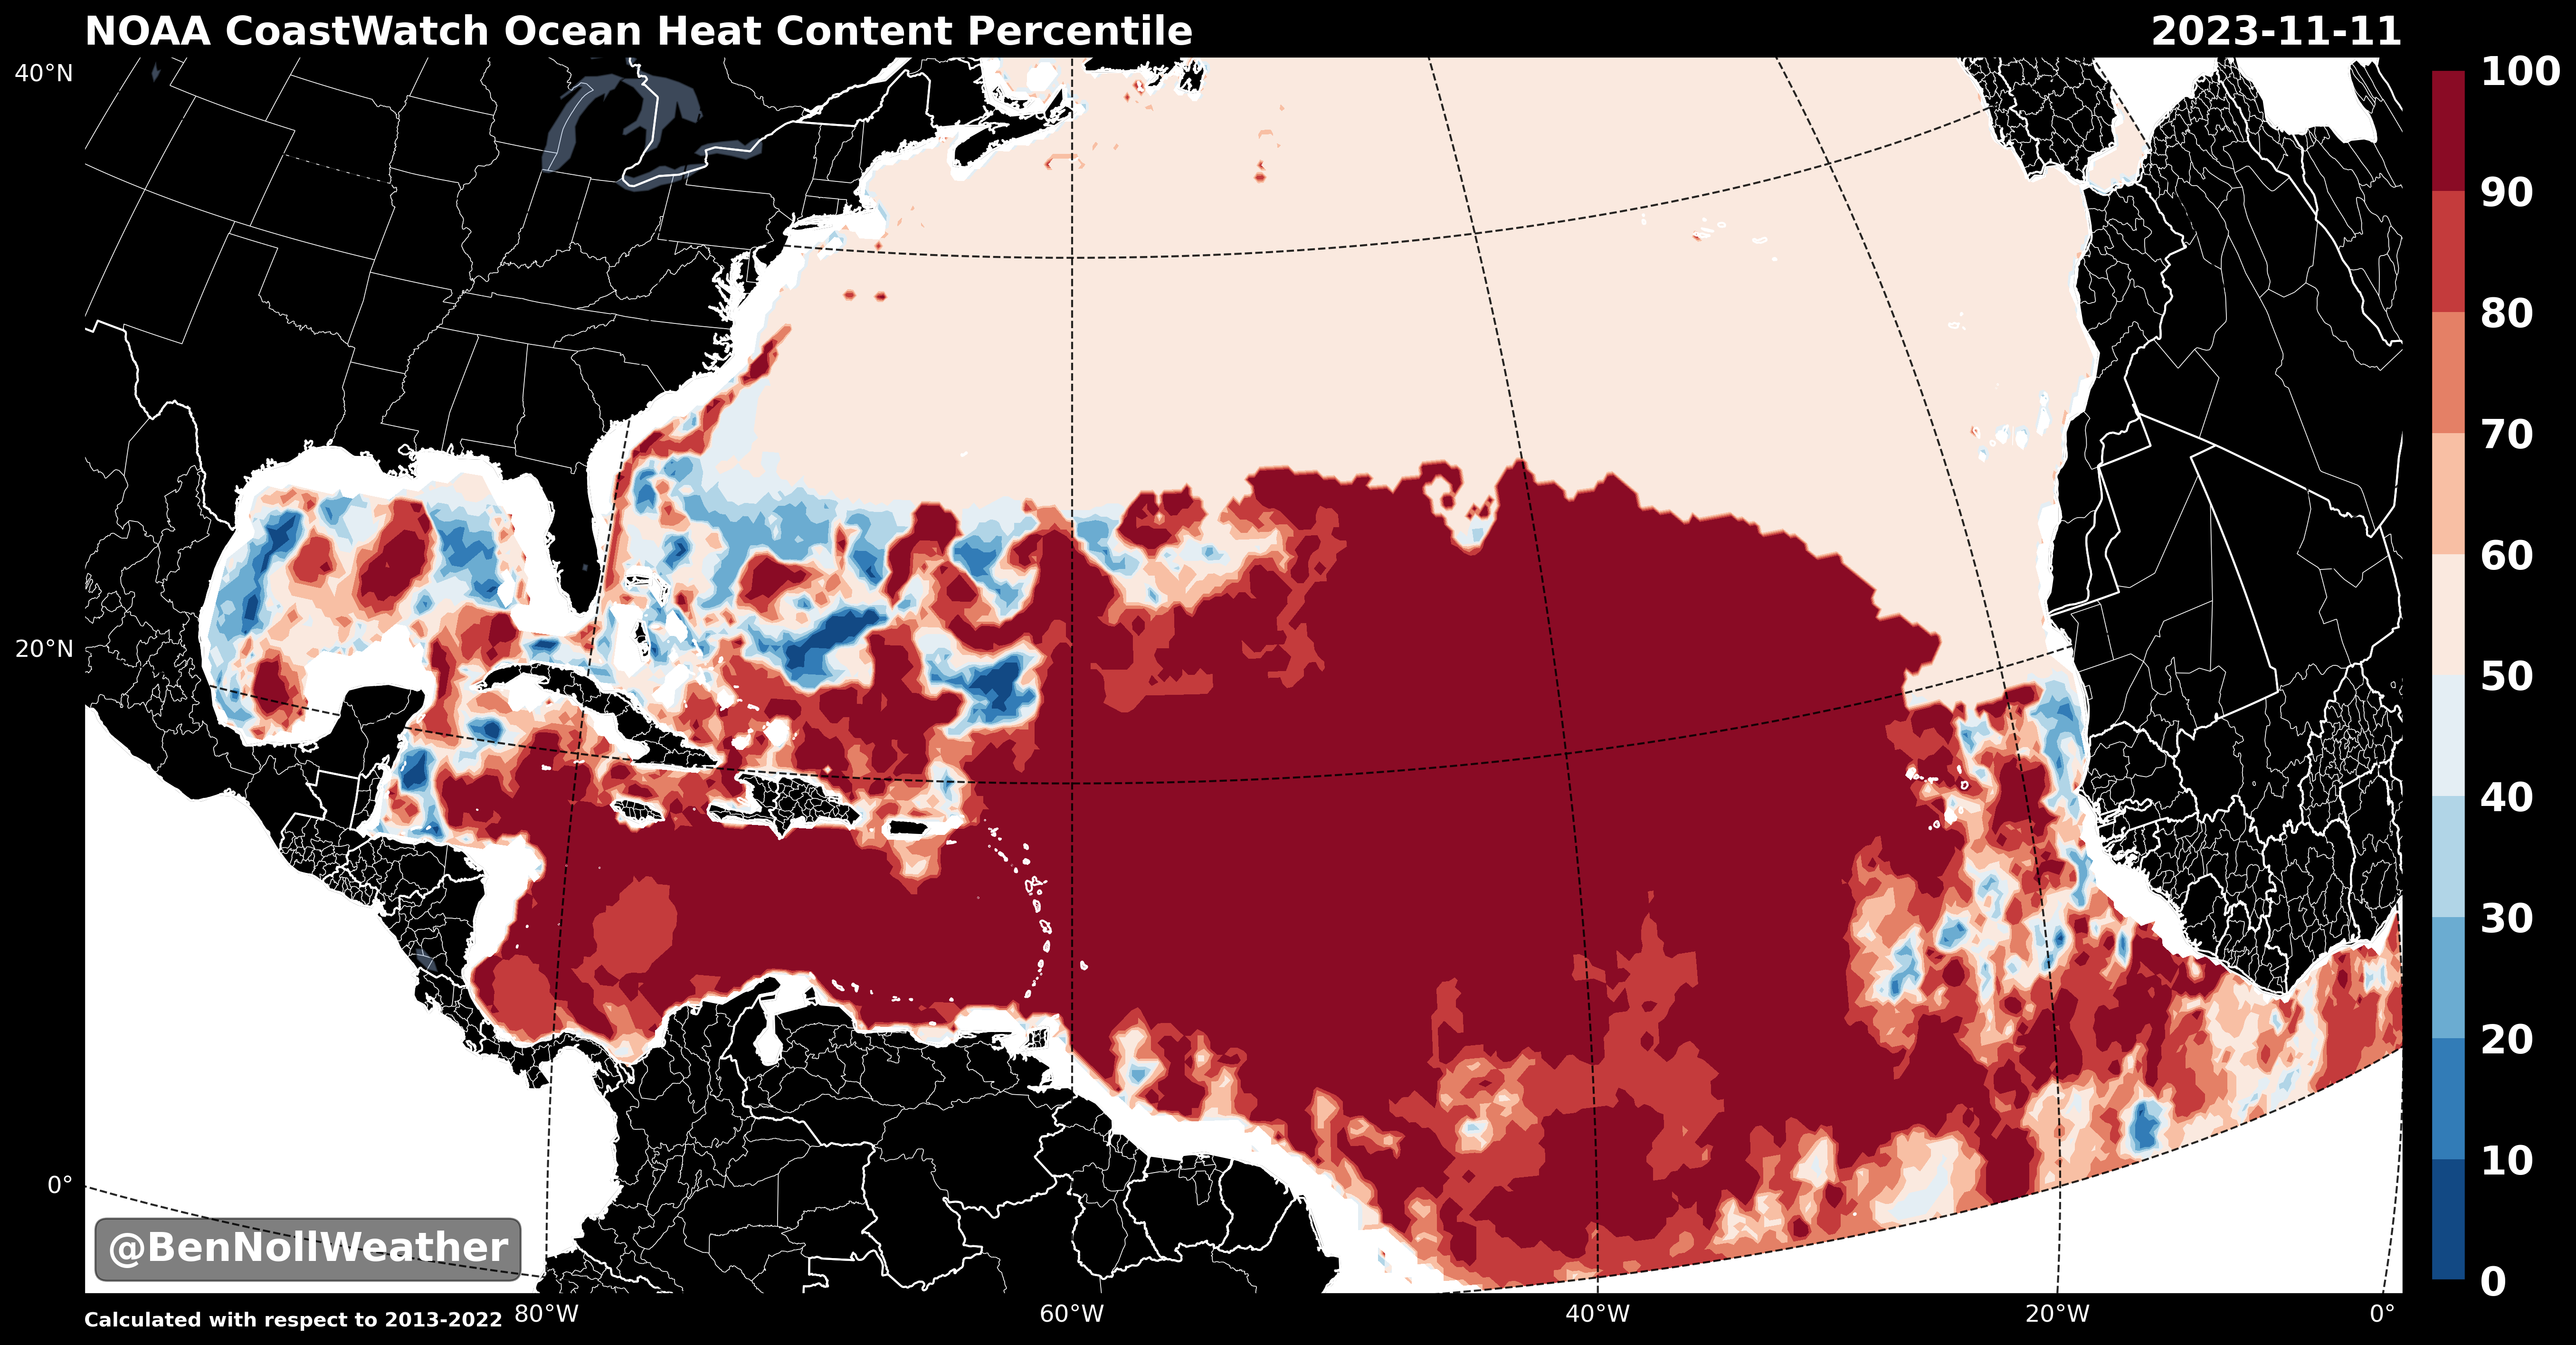 NOAA CoastWatch Ocean Heat Content Percentile
2023-11-11
40°N
20°N
0°
100
90
80
70
60
50
40
30
20
10
0
@BenNollWeather
Calculated with respect to 2013-2022
80°W
60°W
40°W
20°W
0°